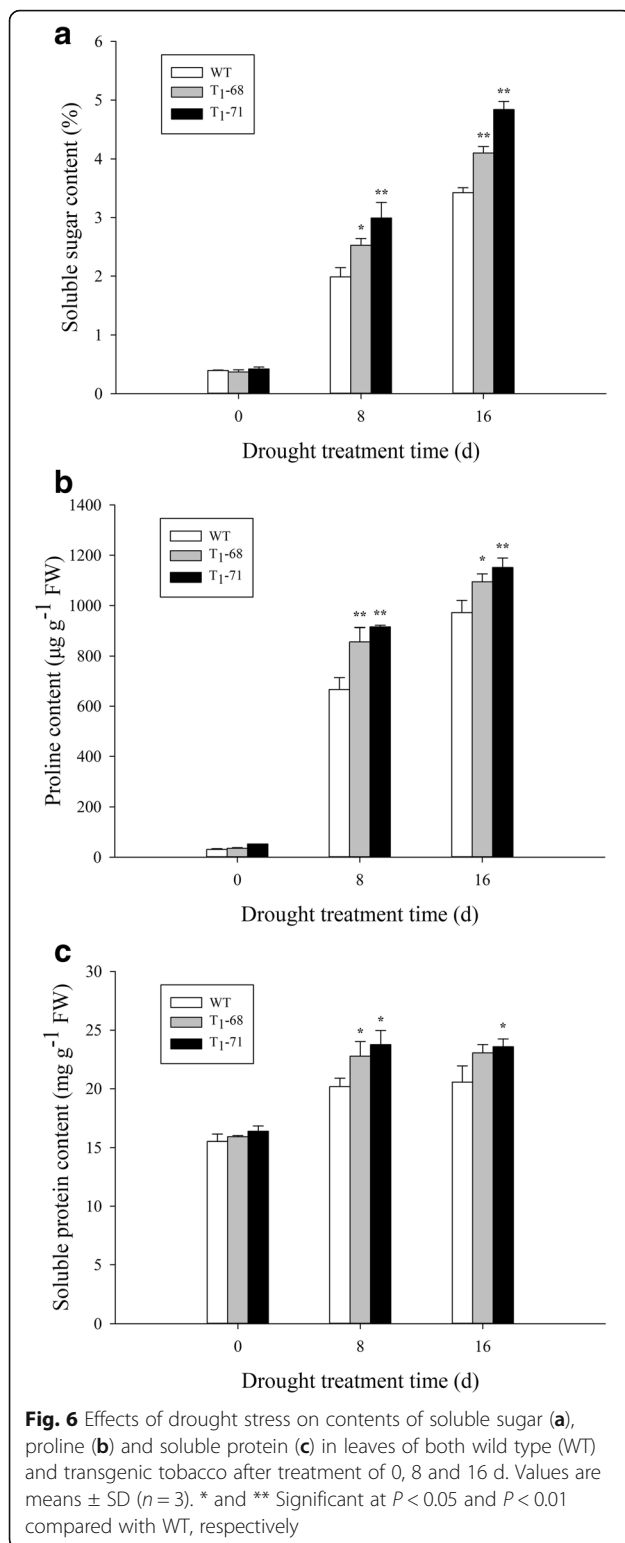 a
6
5
4
3
2
1
0
Soluble sugar content (%)
WT
T₁-68
T₁-71
*
**
**
**
0
8
16
Drought treatment time (d)
b
1400
1200
1000
800
600
400
200
0
Proline content (µg g⁻¹ FW)
WT
T₁-68
T₁-71
**
**
*
**
0
8
16
Drought treatment time (d)
c
30
25
20
15
10
5
0
Soluble protein content (mg g⁻¹ FW)
WT
T₁-68
T₁-71
*
*
*
0
8
16
Drought treatment time (d)
Fig. 6 Effects of drought stress on contents of soluble sugar (a),
proline (b) and soluble protein (c) in leaves of both wild type (WT)
and transgenic tobacco after treatment of 0, 8 and 16 d. Values are
means ± SD (n = 3). * and ** Significant at P < 0.05 and P < 0.01
compared with WT, respectively